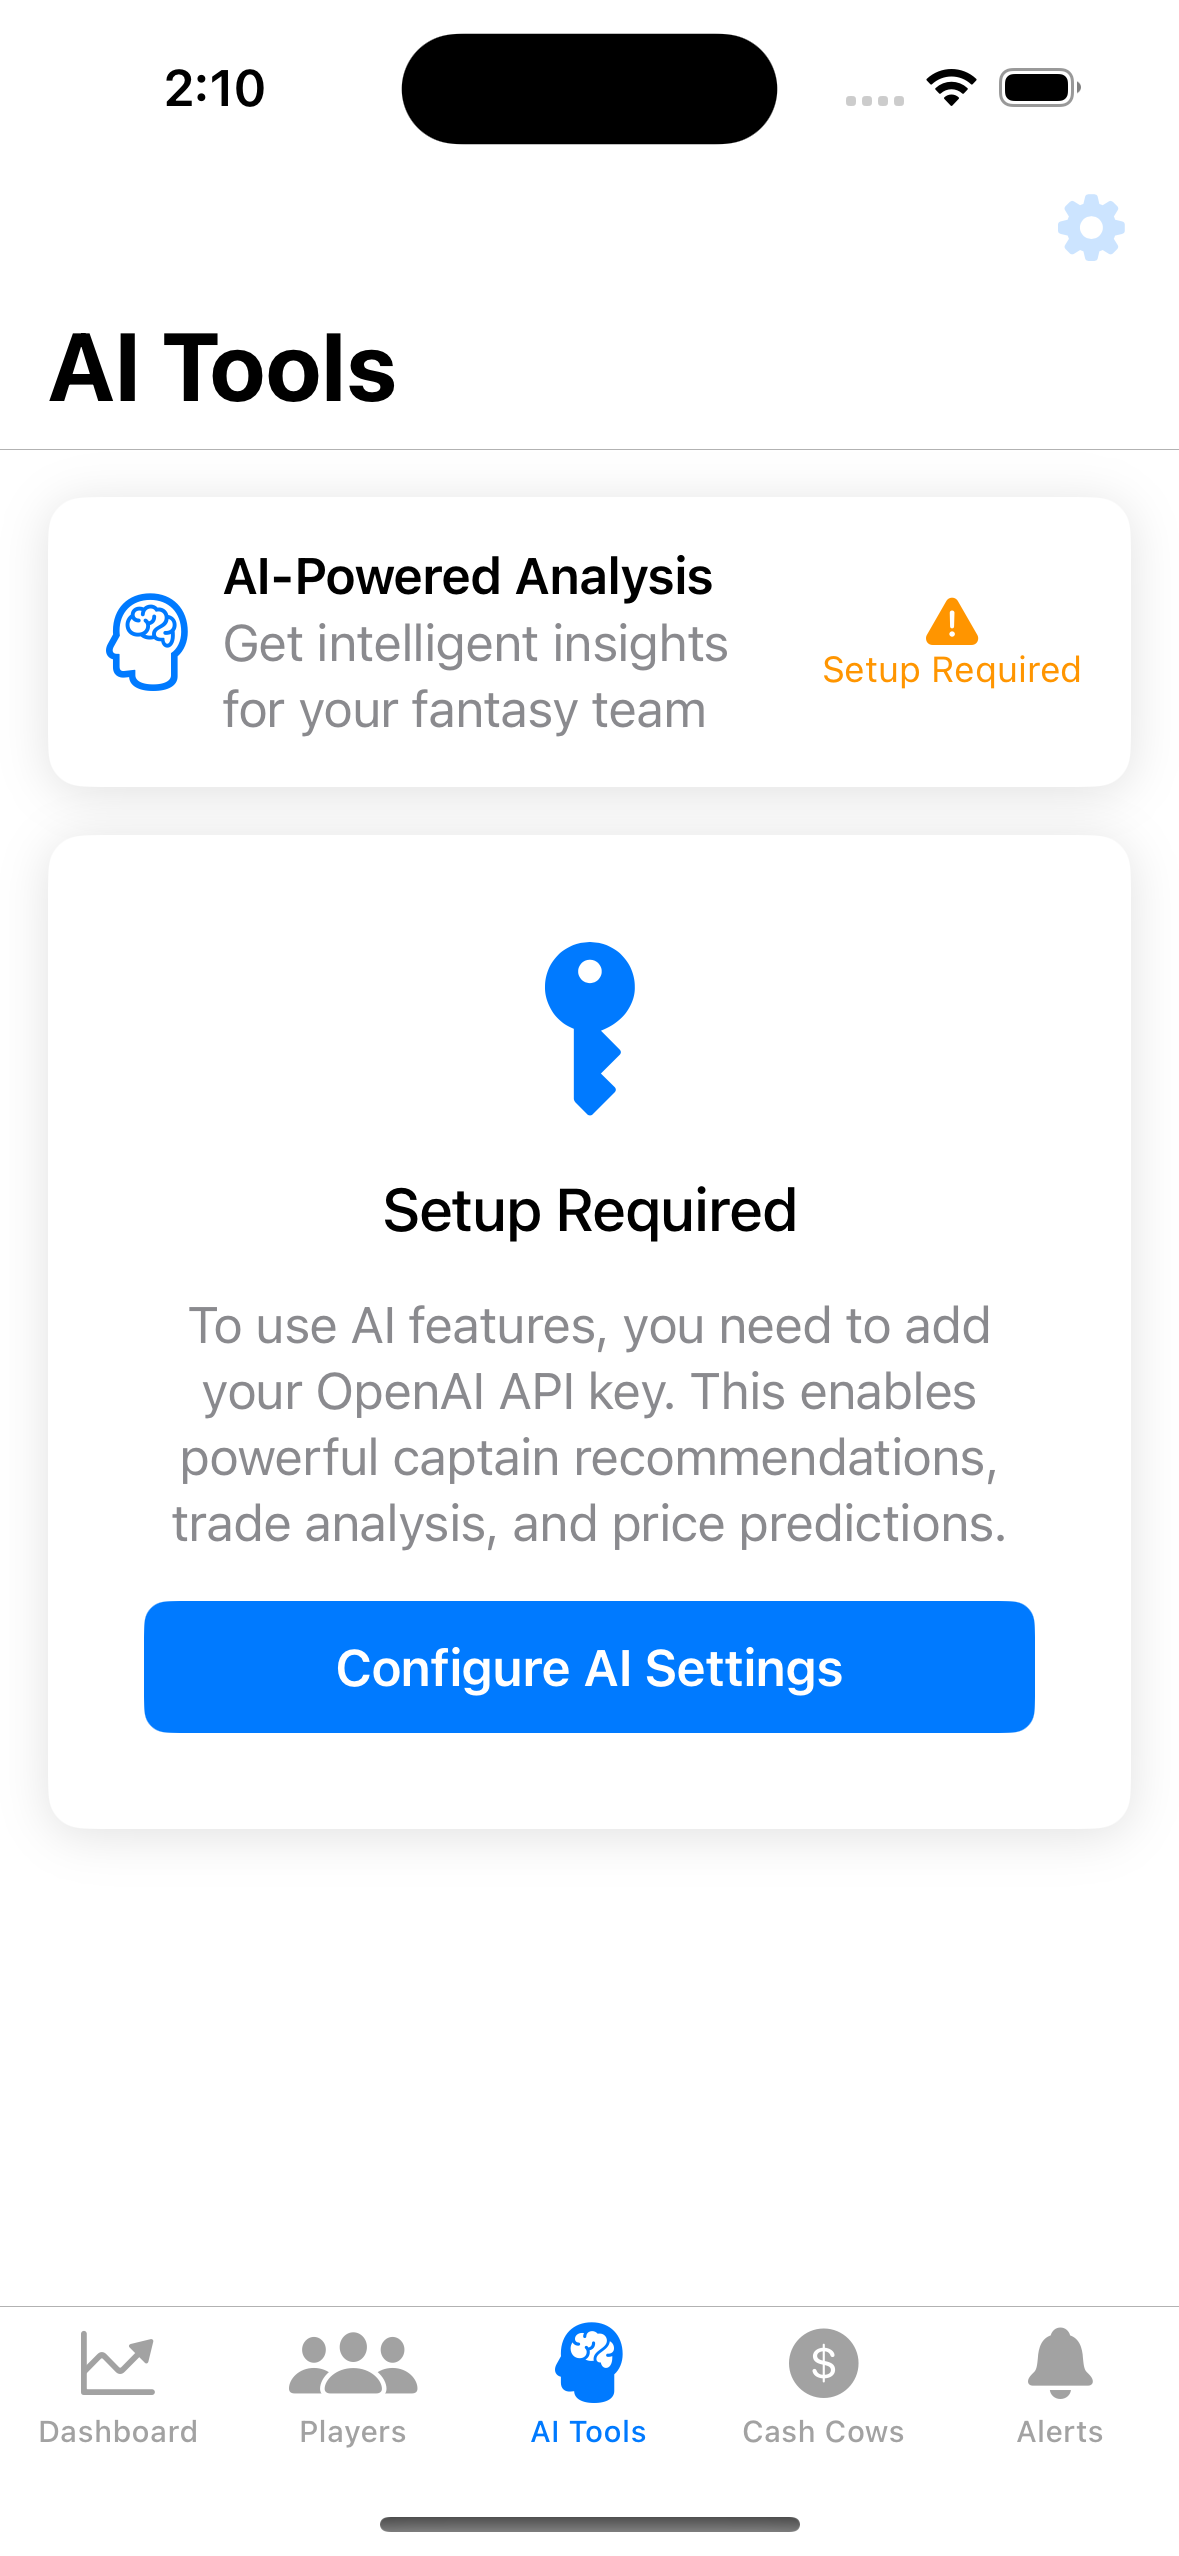 2:10
AI Tools
AI-Powered Analysis
Get intelligent insights
for your fantasy team
Setup Required
Setup Required
To use AI features, you need to add
your OpenAI API key. This enables
powerful captain recommendations,
trade analysis, and price predictions.
Configure AI Settings
Dashboard
Players
AI Tools
Cash Cows
Alerts